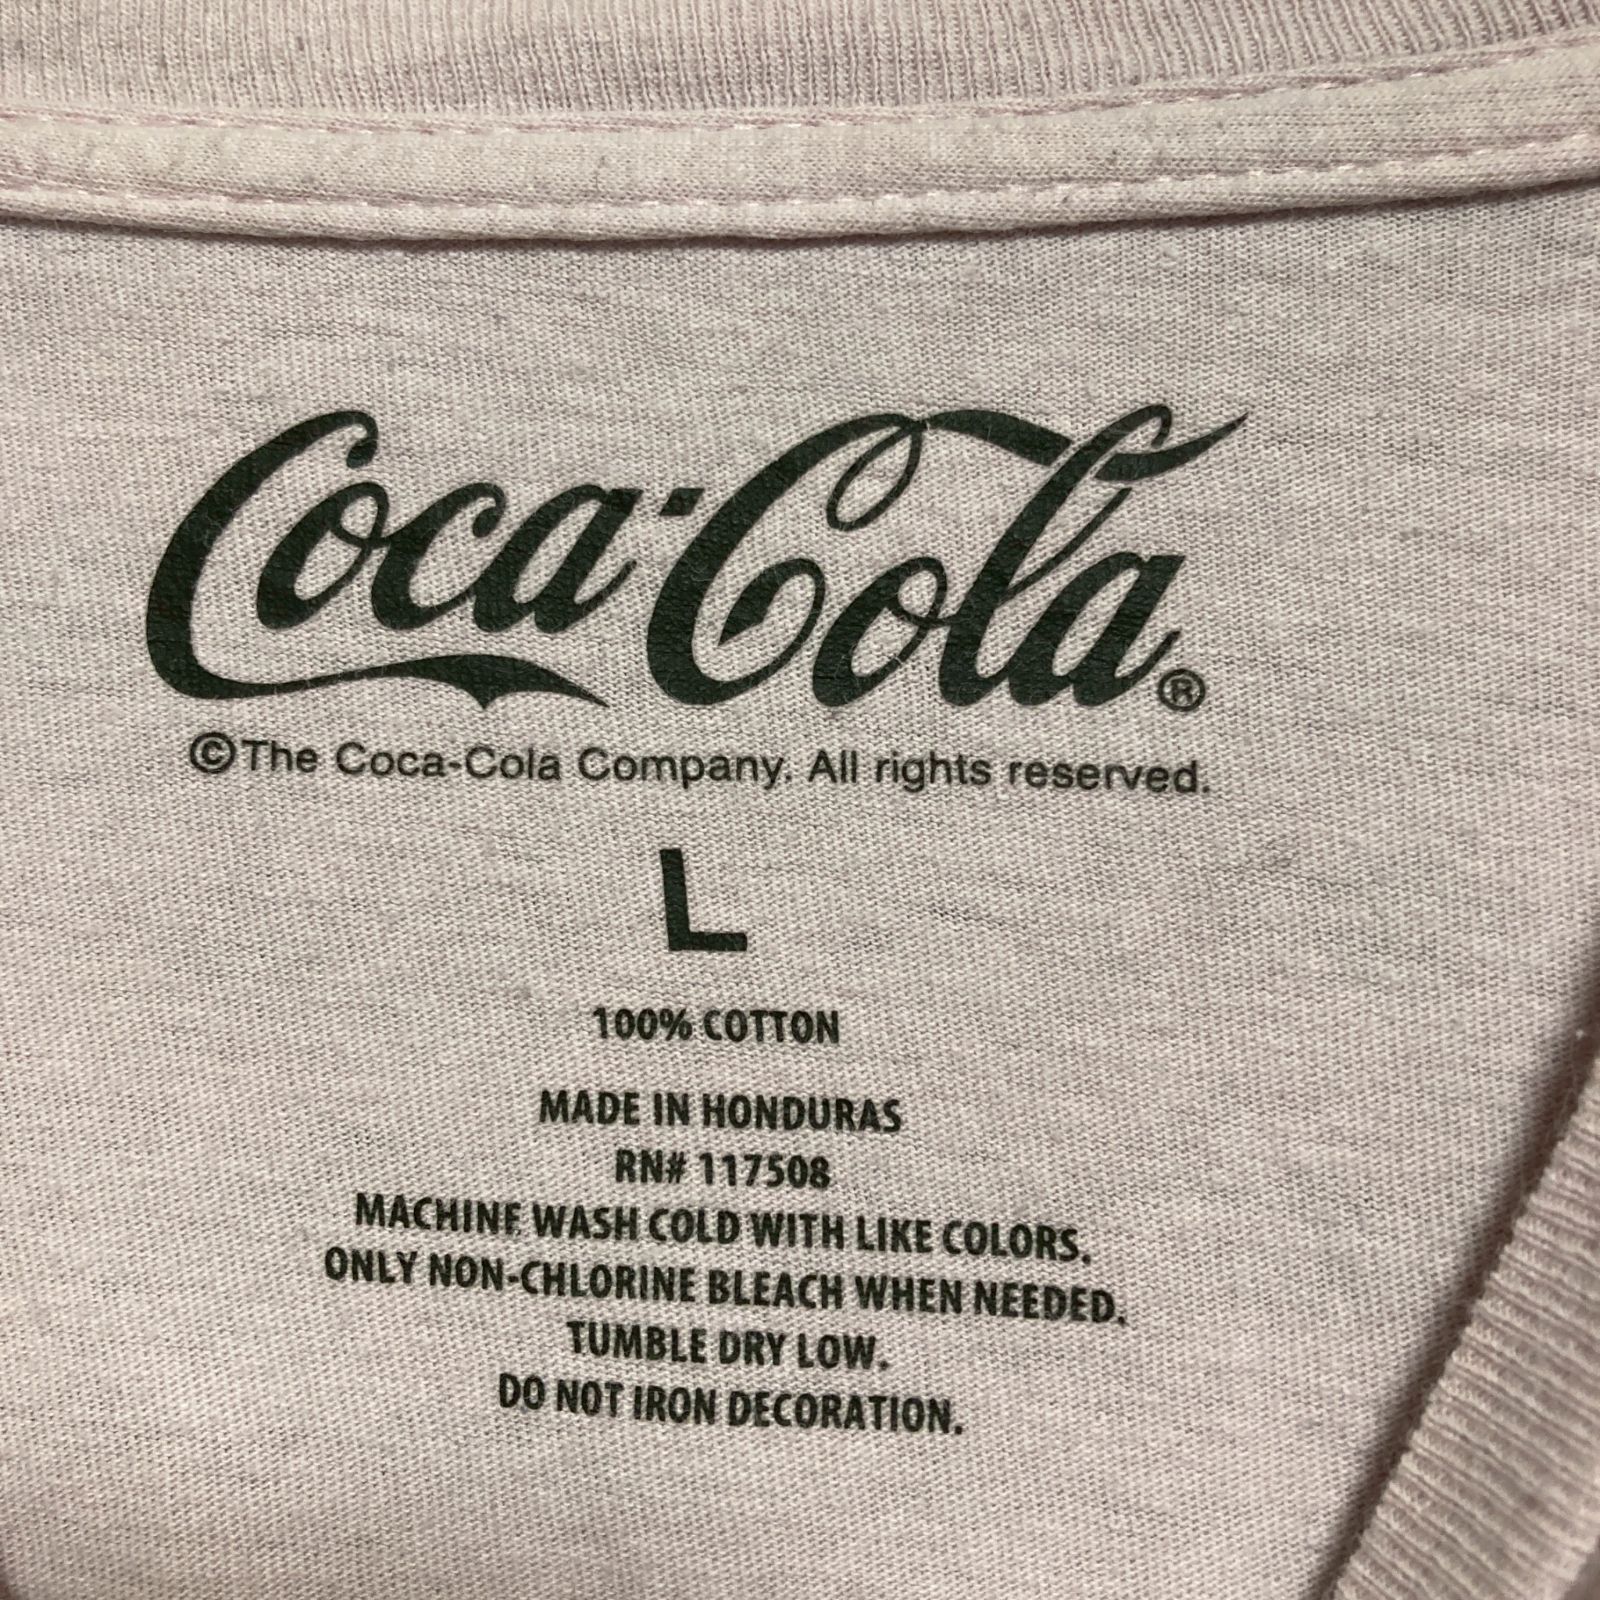 Coca-Cola®
©The Coca-Cola Company. All rights reserved.
L
100% COTTON
MADE IN HONDURAS
RN# 117508
MACHINE WASH COLD WITH LIKE COLORS.
ONLY NON-CHLORINE BLEACH WHEN NEEDED.
TUMBLE DRY LOW.
DO NOT IRON DECORATION.